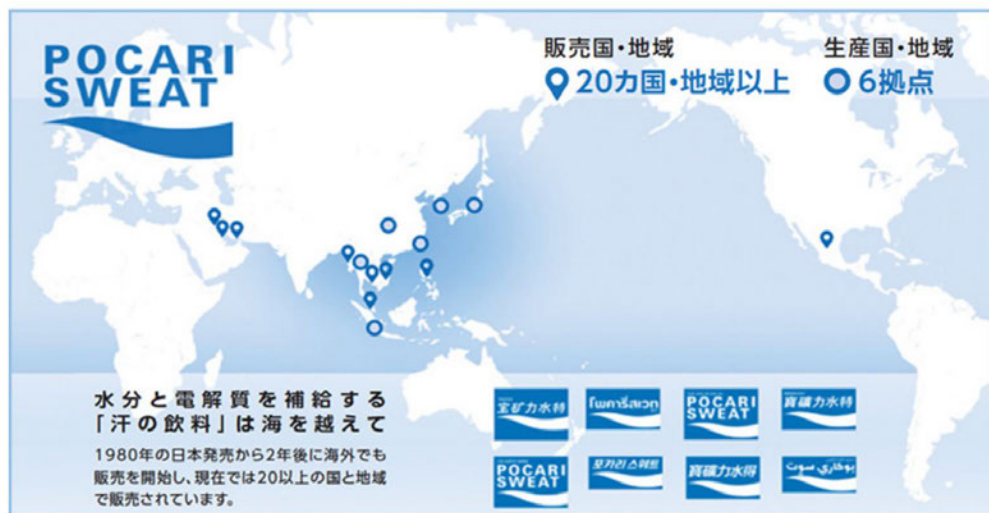 POCARI
SWEAT
販売国・地域
20カ国・地域以上
生産国・地域
6拠点
水分と電解質を補給する
「汗の飲料」は海を越えて
1980年の日本発売から2年後に海外でも
販売を開始し、現在では20以上の国と地域
で販売されています。
宝矿力水特
โพคารีสเวท
POCARI
SWEAT
寶礦力水特
POCARI
SWEAT
포카리스웨트
寶礦力水得
بوكاري سويت